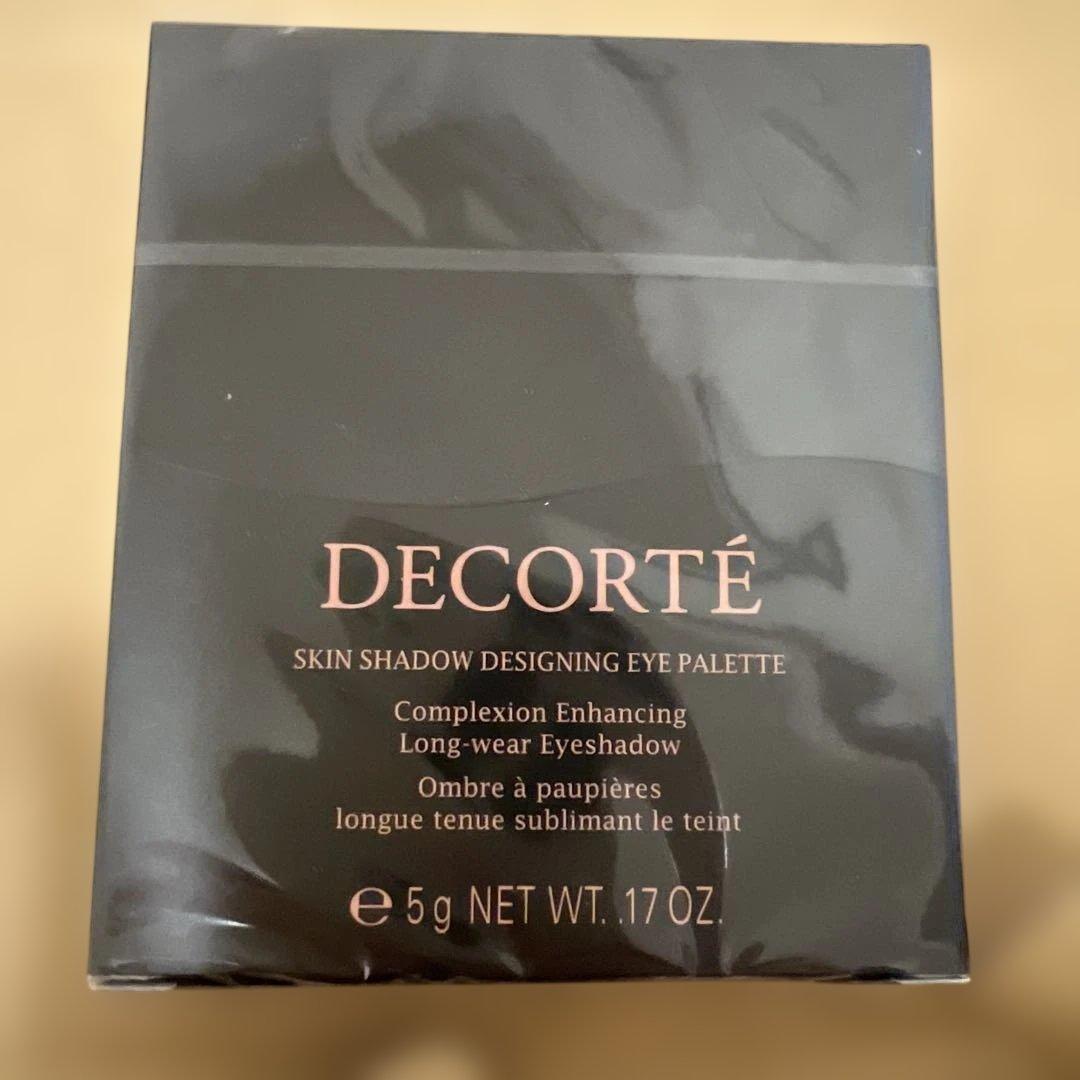 DECORTÉ
SKIN SHADOW DESIGNING EYE PALETTE
Complexion Enhancing
Long-wear Eyeshadow
Ombre à paupières
longue tenue sublimant le teint
℮ 5g NET WT. .17 OZ.